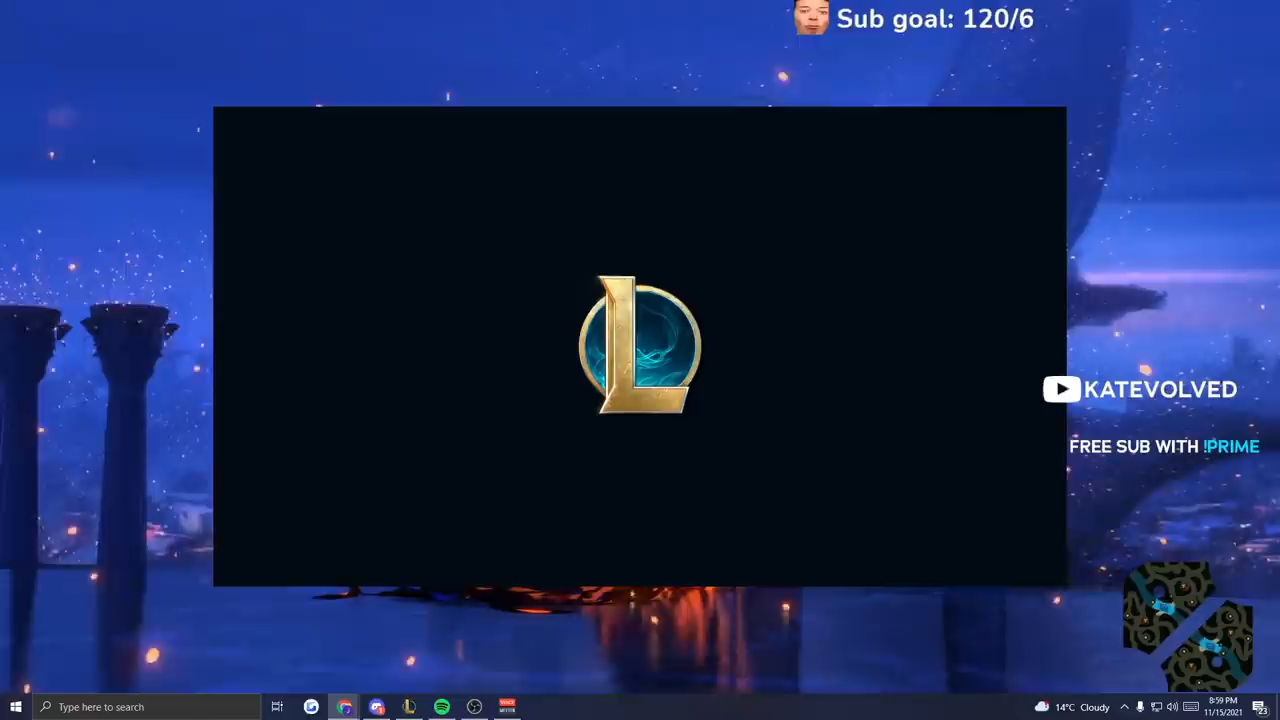 Sub goal: 120/6
KATEVOLVED
FREE SUB WITH !PRIME
Type here to search
14°C Cloudy
8:59 PM
11/15/2021
23